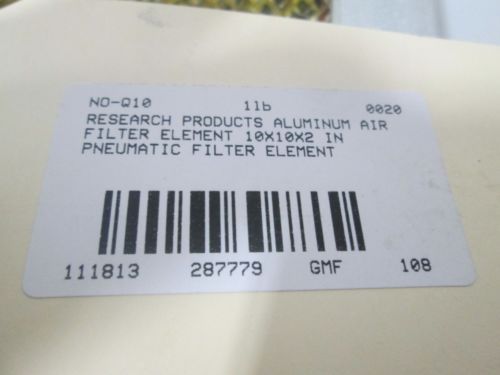 NO-Q10 1lb 0020
RESEARCH PRODUCTS ALUMINUM AIR
FILTER ELEMENT 10X10X2 IN
PNEUMATIC FILTER ELEMENT
111813 287779 GMF 108